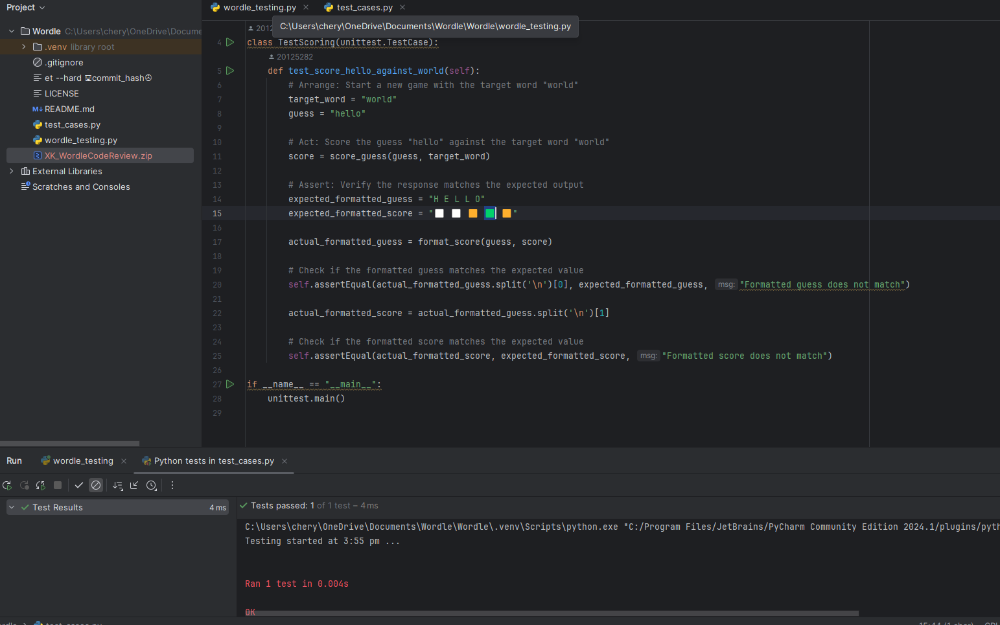 Project
wordle_testing.py
test_cases.py
Wordle C:\Users\chery\OneDrive\Docume
.venv library root
.gitignore
et --hard commit_hash
LICENSE
M↓ README.md
test_cases.py
wordle_testing.py
XK_WordleCodeReview.zip
External Libraries
Scratches and Consoles
2012
C:\Users\chery\OneDrive\Documents\Wordle\Wordle\wordle_testing.py
4 class TestScoring(unittest.TestCase):
20125282
5 def test_score_hello_against_world(self):
6 # Arrange: Start a new game with the target word "world"
7 target_word = "world"
8 guess = "hello"
9
10 # Act: Score the guess "hello" against the target word "world"
11 score = score_guess(guess, target_word)
12
13 # Assert: Verify the response matches the expected output
14 expected_formatted_guess = "H E L L O"
15 expected_formatted_score = "⬜ ⬜ 🟧 🟩 🟧"
16
17 actual_formatted_guess = format_score(guess, score)
18
19 # Check if the formatted guess matches the expected value
20 self.assertEqual(actual_formatted_guess.split('\n')[0], expected_formatted_guess, msg: "Formatted guess does not match")
21
22 actual_formatted_score = actual_formatted_guess.split('\n')[1]
23
24 # Check if the formatted score matches the expected value
25 self.assertEqual(actual_formatted_score, expected_formatted_score, msg: "Formatted score does not match")
26
27 if __name__ == "__main__":
28 unittest.main()
29
Run
wordle_testing
Python tests in test_cases.py
Test Results 4 ms
Tests passed: 1 of 1 test – 4 ms
C:\Users\chery\OneDrive\Documents\Wordle\Wordle\.venv\Scripts\python.exe "C:/Program Files/JetBrains/PyCharm Community Edition 2024.1/plugins/pyth
Testing started at 3:55 pm ...
Ran 1 test in 0.004s
OK